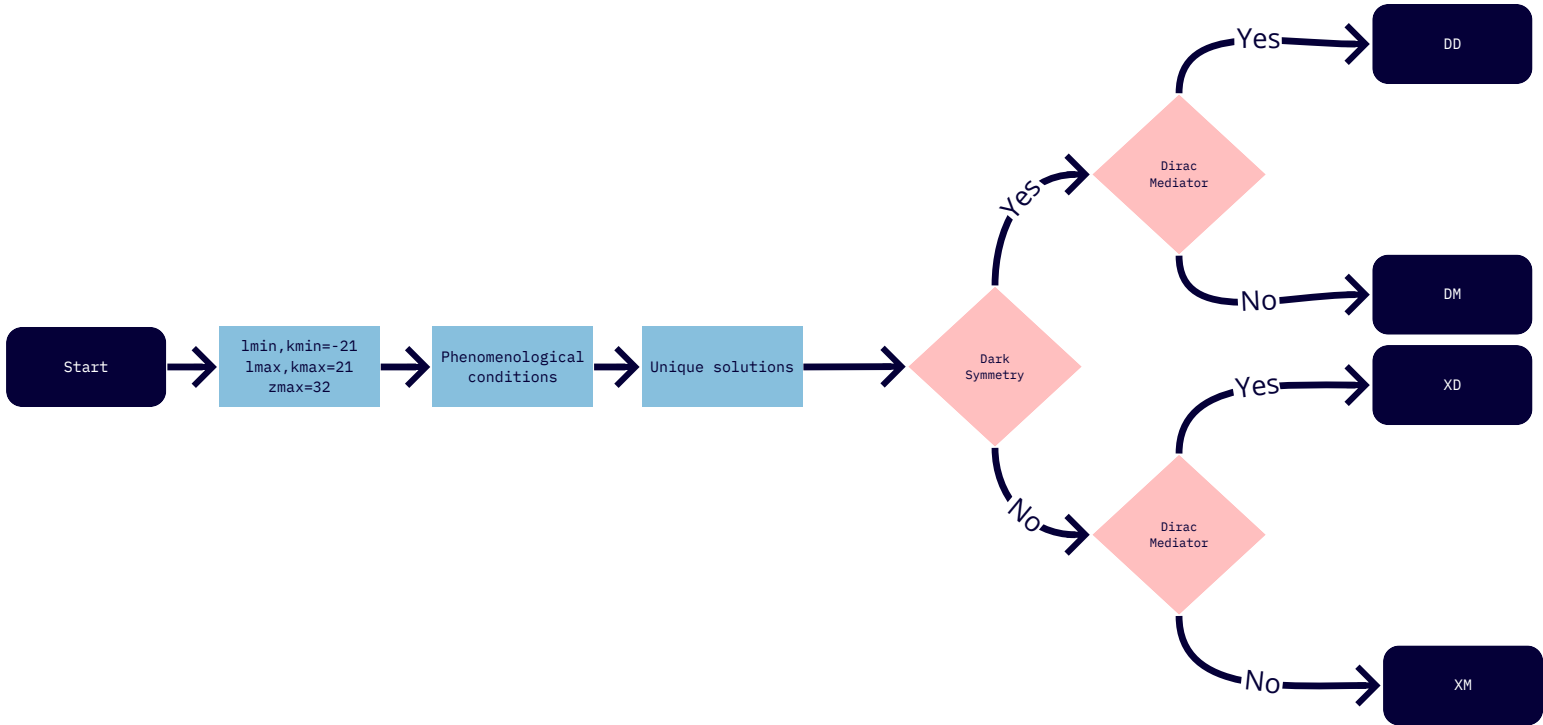 Start
lmin,kmin=-21
lmax,kmax=21
zmax=32
Phenomenological
conditions
Unique solutions
Dark
Symmetry
Yes
No
Dirac
Mediator
Yes
DD
No
DM
Dirac
Mediator
Yes
XD
No
XM